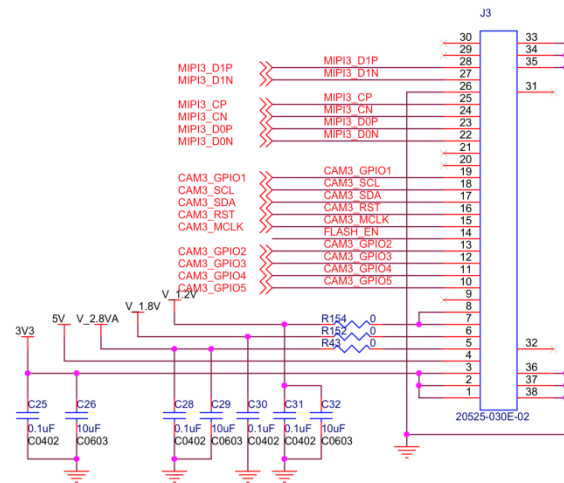 J3
30 33
29 34
MIPI3_D1P MIPI3_D1P 28 35
MIPI3_D1N MIPI3_D1N 27
26 31
MIPI3_CP MIPI3_CP 25
MIPI3_CN MIPI3_CN 24
MIPI3_D0P MIPI3_D0P 23
MIPI3_D0N MIPI3_D0N 22
21
20
CAM3_GPIO1 CAM3_GPIO1 19
CAM3_SCL CAM3_SCL 18
CAM3_SDA CAM3_SDA 17
CAM3_RST CAM3_RST 16
CAM3_MCLK CAM3_MCLK 15
FLASH_EN 14
CAM3_GPIO2 CAM3_GPIO2 13
CAM3_GPIO3 CAM3_GPIO3 12
CAM3_GPIO4 CAM3_GPIO4 11
CAM3_GPIO5 CAM3_GPIO5 10
V_1.2V 9
V_1.8V 8
5V V_2.8VA R154 0 7
3V3 R152 0 6
R43 0 5 32
4
3 36
2 37
1 38
C25 C26 C28 C29 C30 C31 C32
20525-030E-02
0.1uF 10uF 0.1uF 10uF 0.1uF 0.1uF 10uF
C0402 C0603 C0402 C0603 C0402 C0402 C0603